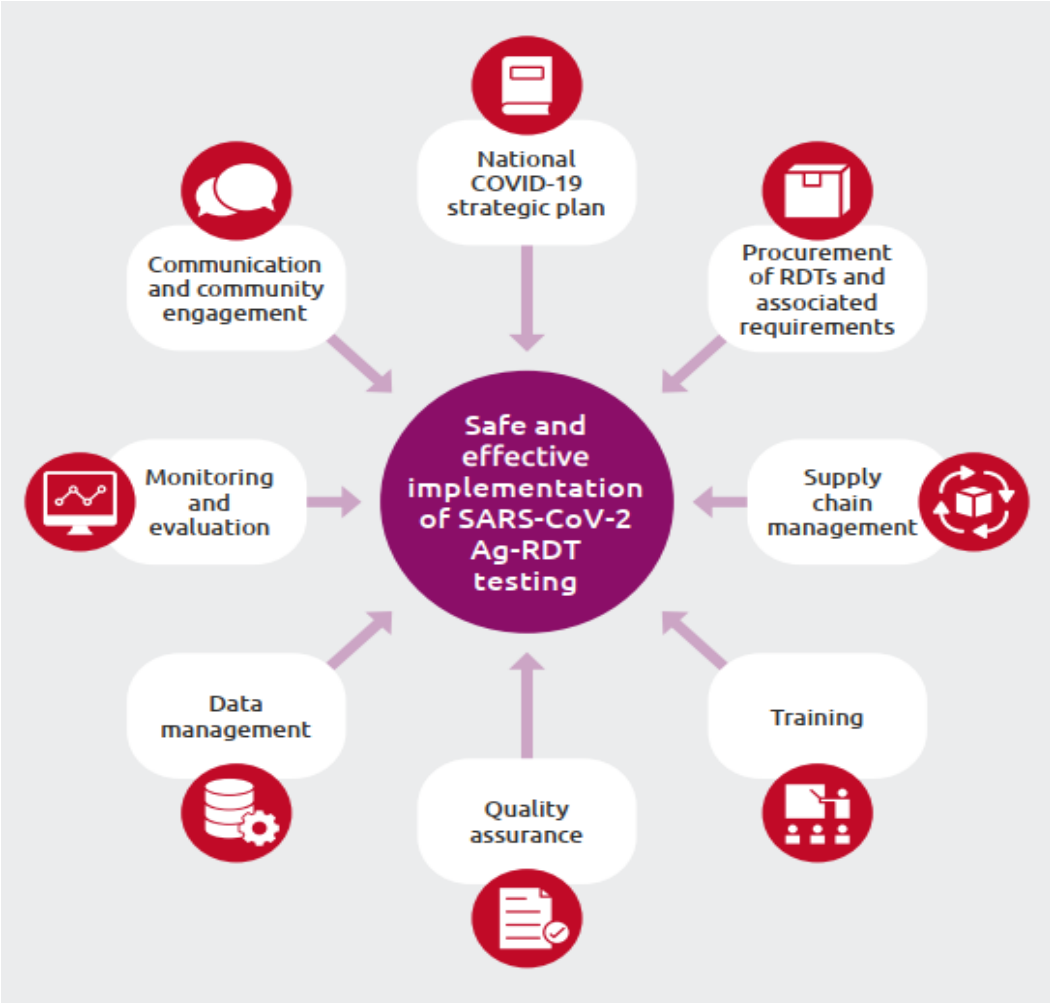 National
COVID-19
strategic plan
Procurement
of RDTs and
associated
requirements
Supply
chain
management
Training
Quality
assurance
Data
management
Monitoring
and
evaluation
Communication
and community
engagement
Safe and
effective
implementation
of SARS-CoV-2
Ag-RDT
testing